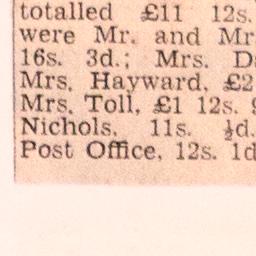 totalled £11 12s.
were Mr. and Mr
16s. 3d.; Mrs. D
Mrs. Hayward, £2
Mrs. Toll, £1 12s. 9
Nichols, 11s. ½d.
Post Office, 12s. 1d